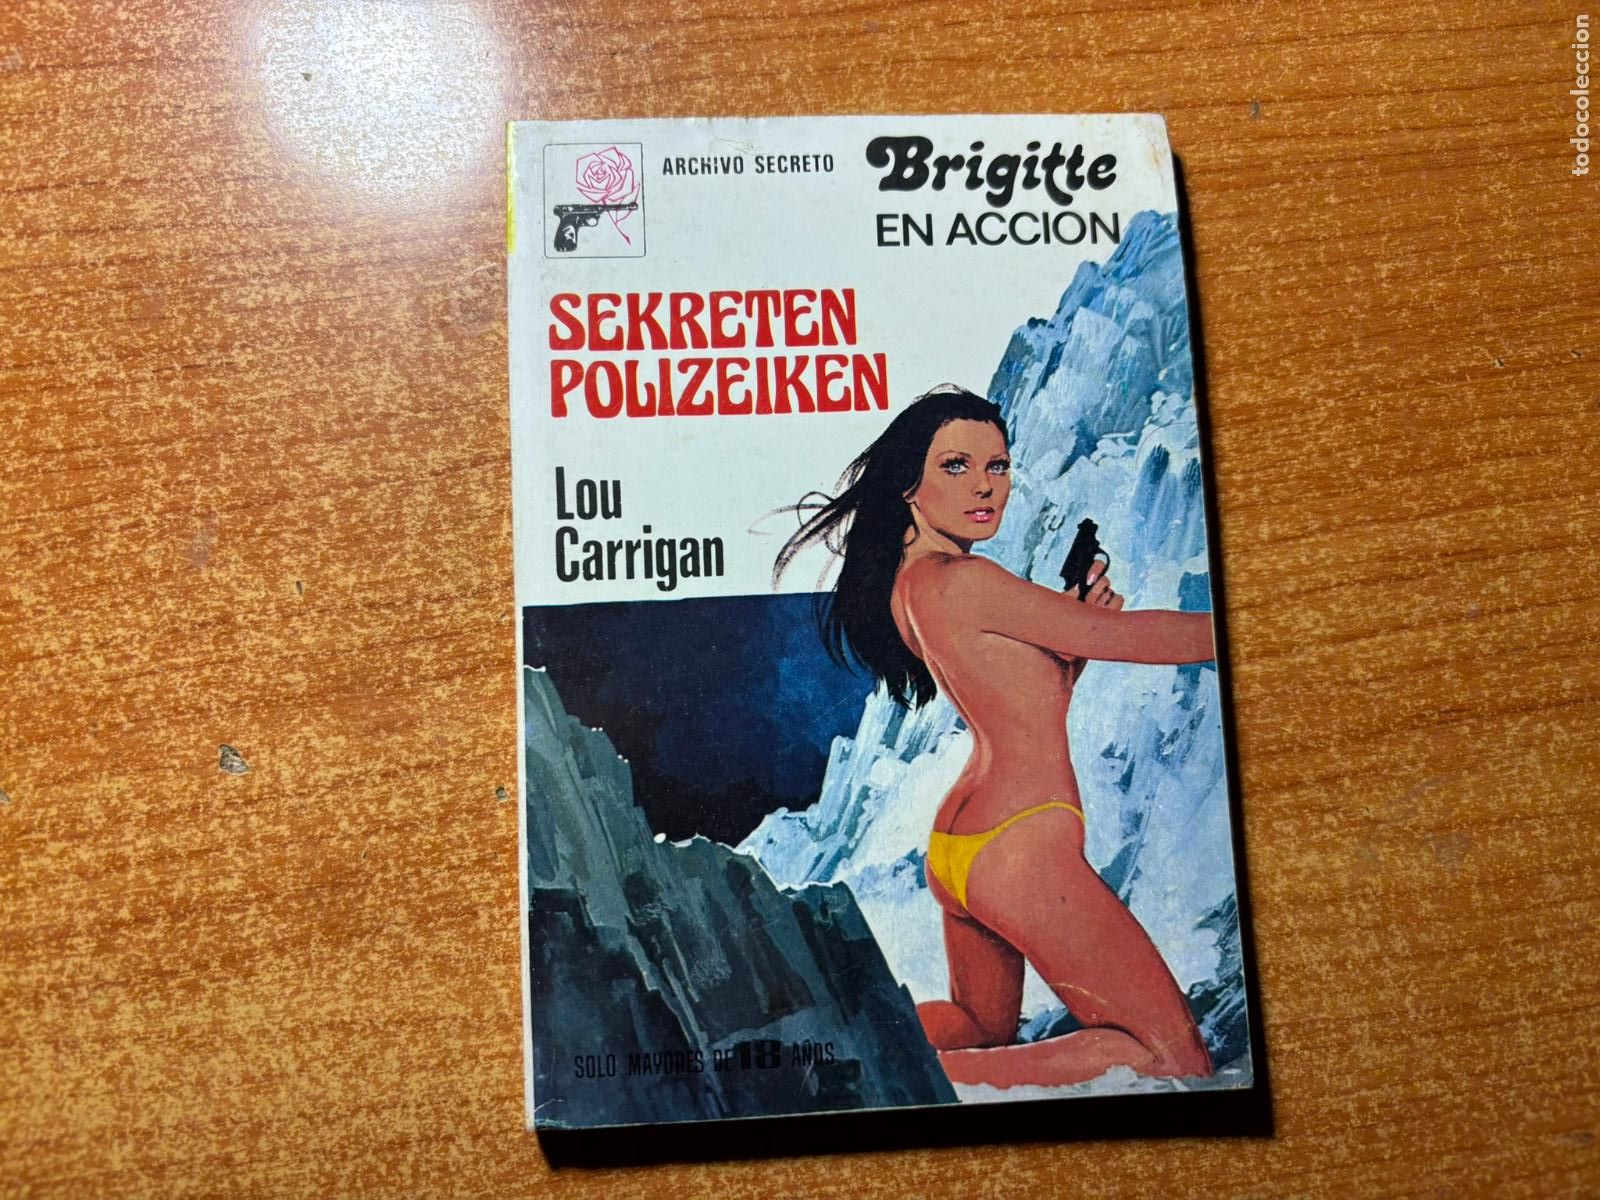 ARCHIVO SECRETO
Brigitte
EN ACCION
SEKRETEN
POLIZEIKEN
Lou
Carrigan
SOLO MAYORES DE 18 AÑOS
todocoleccion